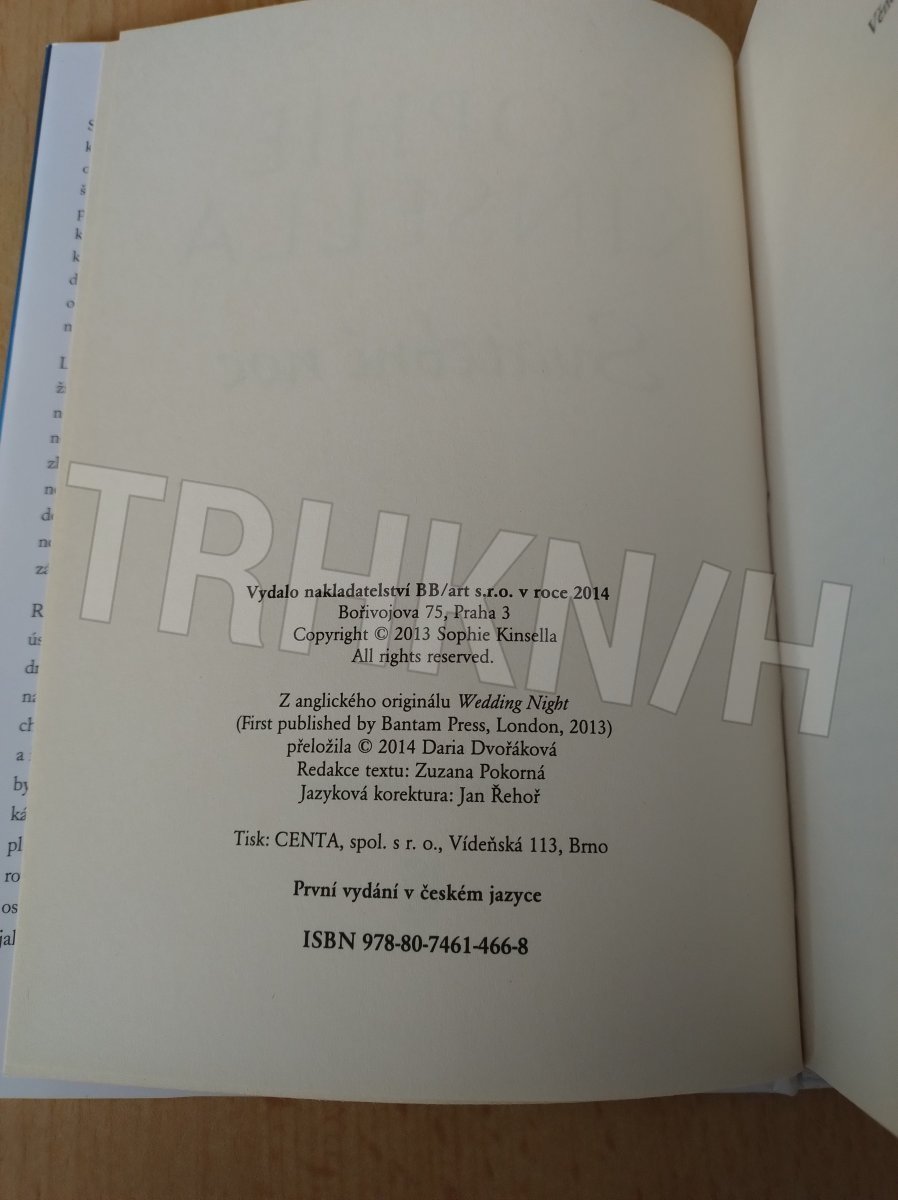 Vydalo nakladatelství BB/art s.r.o. v roce 2014
Bořivojova 75, Praha 3
Copyright © 2013 Sophie Kinsella
All rights reserved.
Z anglického originálu Wedding Night
(First published by Bantam Press, London, 2013)
přeložila © 2014 Daria Dvořáková
Redakce textu: Zuzana Pokorná
Jazyková korektura: Jan Řehoř
Tisk: CENTA, spol. s r. o., Vídeňská 113, Brno
První vydání v českém jazyce
ISBN 978-80-7461-466-8
TRHKN/H